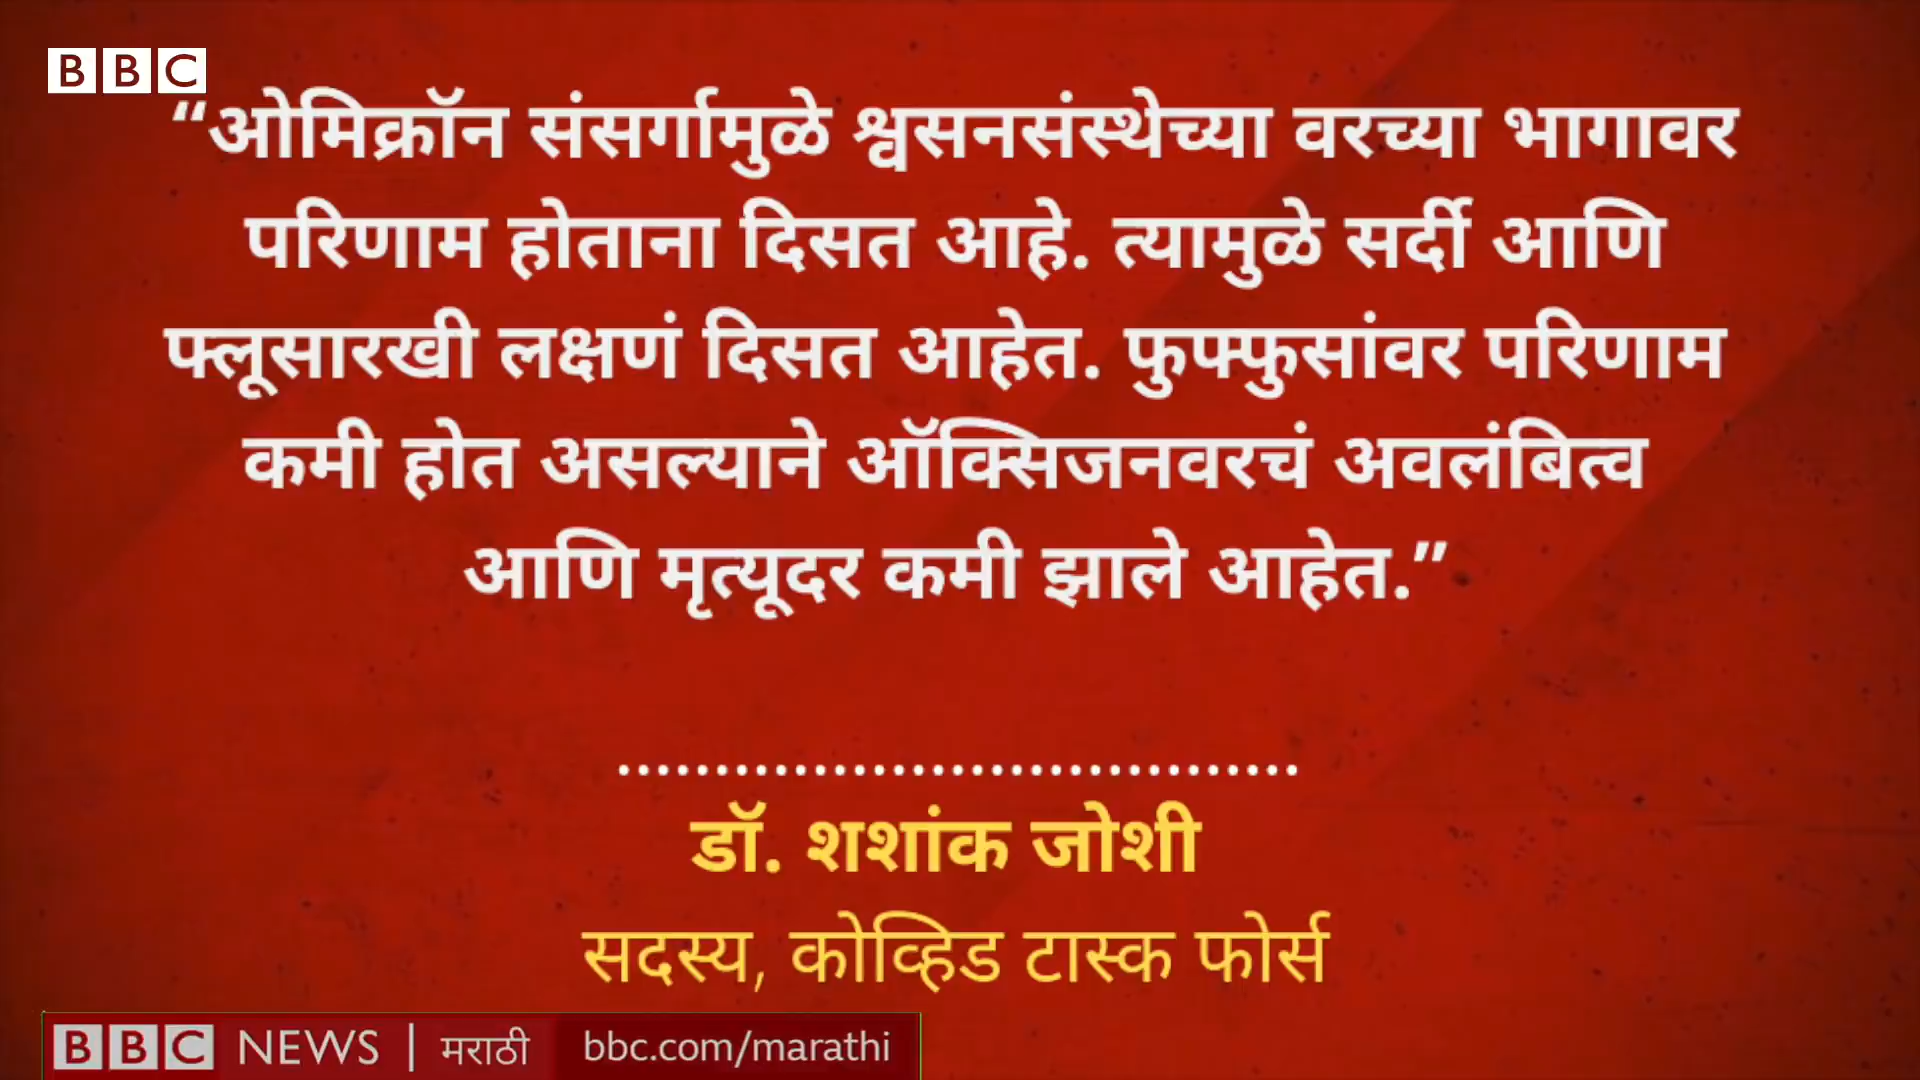 BBC
“ओमिक्रॉन संसर्गामुळे श्वसनसंस्थेच्या वरच्या भागावर
परिणाम होताना दिसत आहे. त्यामुळे सर्दी आणि
फ्लूसारखी लक्षणं दिसत आहेत. फुफ्फुसांवर परिणाम
कमी होत असल्याने ऑक्सिजनवरचं अवलंबित्व
आणि मृत्यूदर कमी झाले आहेत.”
...................................
डॉ. शशांक जोशी
सदस्य, कोव्हिड टास्क फोर्स
BBC NEWS | मराठी bbc.com/marathi